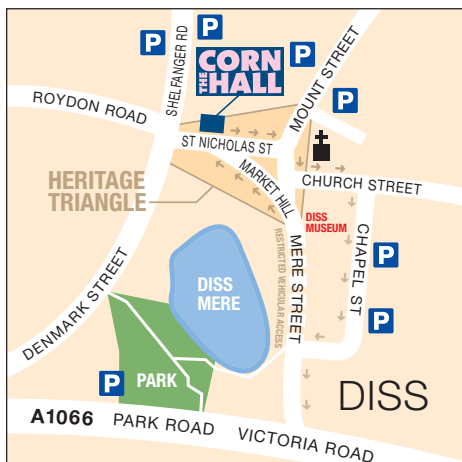 P
P
SHELFANGER RD
CORN
THE
HALL
P
MOUNT STREET
P
ROYDON ROAD
ST NICHOLAS ST
HERITAGE
TRIANGLE
MARKET HILL
CHURCH STREET
DISS
MUSEUM
RESTRICTED VEHICULAR ACCESS
MERE STREET
CHAPEL ST
P
DISS
MERE
DENMARK STREET
P
P
PARK
DISS
A1066 PARK ROAD VICTORIA ROAD